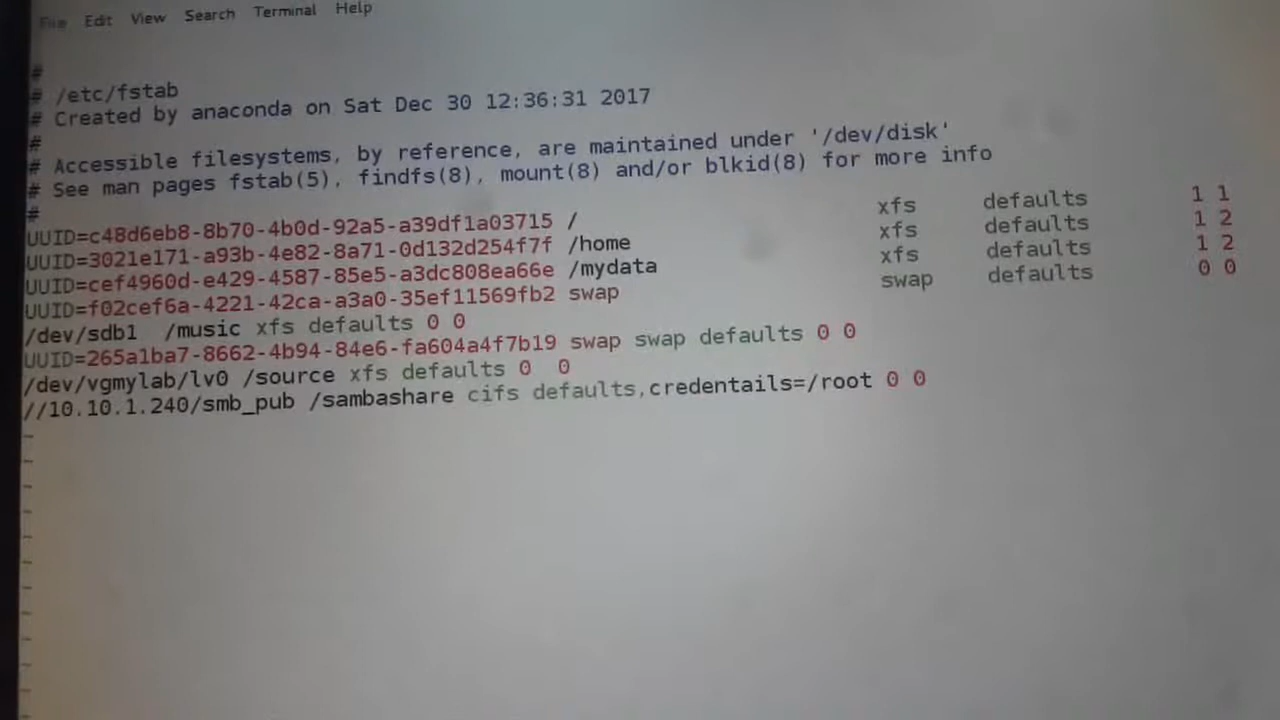 File Edit View Search Terminal Help
#
# /etc/fstab
# Created by anaconda on Sat Dec 30 12:36:31 2017
#
# Accessible filesystems, by reference, are maintained under '/dev/disk'
# See man pages fstab(5), findfs(8), mount(8) and/or blkid(8) for more info
#
UUID=c48d6eb8-8b70-4b0d-92a5-a39df1a03715 / xfs defaults 1 1
UUID=3021e171-a93b-4e82-8a71-0d132d254f7f /home xfs defaults 1 2
UUID=cef4960d-e429-4587-85e5-a3dc808ea66e /mydata xfs defaults 1 2
UUID=f02cef6a-4221-42ca-a3a0-35ef11569fb2 swap swap defaults 0 0
/dev/sdb1 /music xfs defaults 0 0
UUID=265a1ba7-8662-4b94-84e6-fa604a4f7b19 swap swap defaults 0 0
/dev/vgmylab/lv0 /source xfs defaults 0 0
//10.10.1.240/smb_pub /sambashare cifs defaults,credentails=/root 0 0
~
~
~
~
~
~
~
~
~
~
~